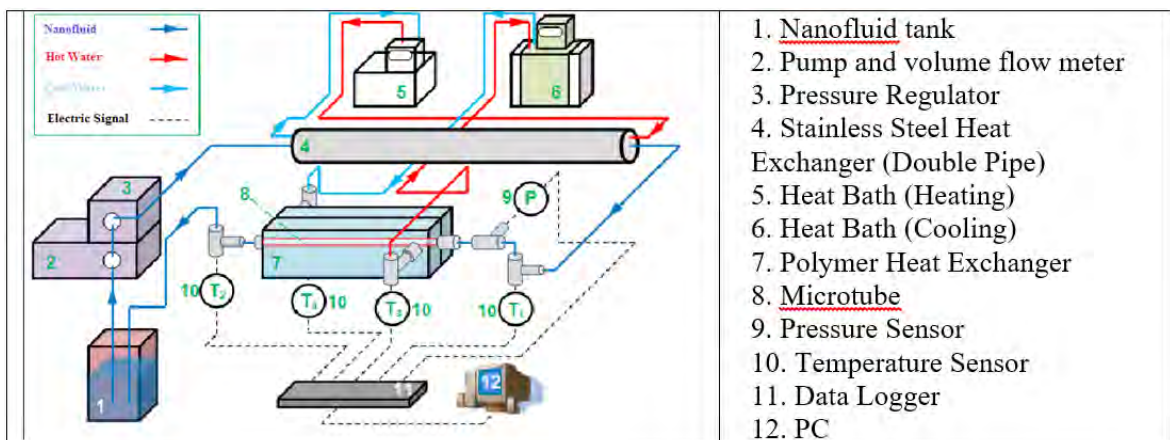 Nanofluid
Hot Water
Cool Water
Electric Signal
5
6
4
3
2
1
8
9 P
7
10 T₂
T₄ 10
T₃ 10
10 T₁
11
12
1. Nanofluid tank
2. Pump and volume flow meter
3. Pressure Regulator
4. Stainless Steel Heat
Exchanger (Double Pipe)
5. Heat Bath (Heating)
6. Heat Bath (Cooling)
7. Polymer Heat Exchanger
8. Microtube
9. Pressure Sensor
10. Temperature Sensor
11. Data Logger
12. PC